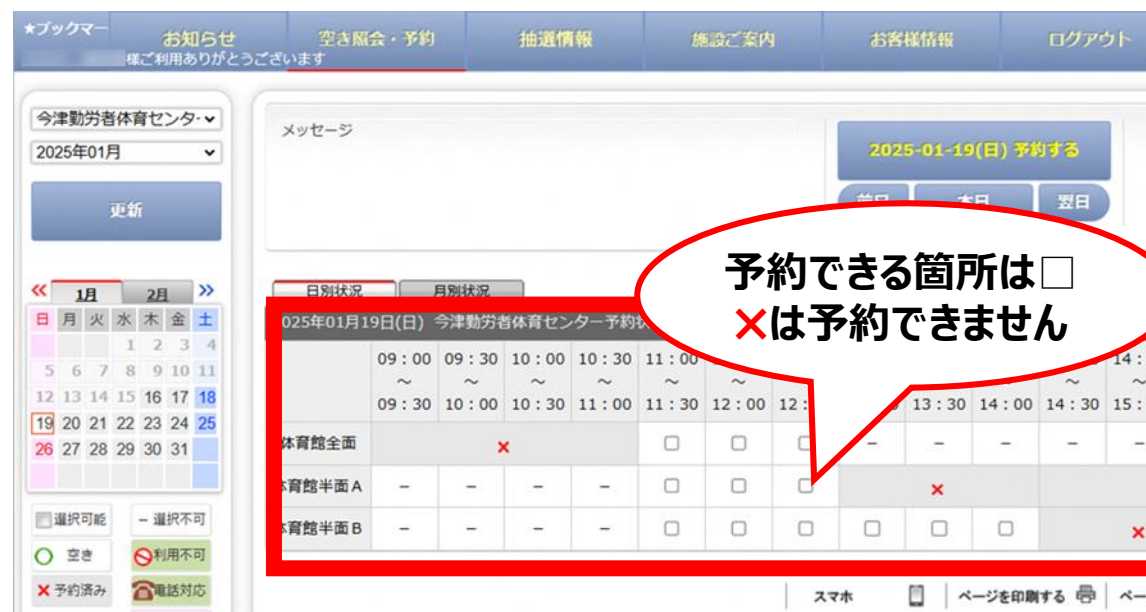 ★ブックマー
お知らせ 空き照会・予約 抽選情報 施設ご案内 お客様情報 ログアウト
様ご利用ありがとうございます
今津勤労者体育センタ-
2025年01月
更新
メッセージ
2025-01-19(日) 予約する
翌日
予約できる箇所は□
×は予約できません
« 1月 2月 »
日 月 火 水 木 金 土
1 2 3 4
5 6 7 8 9 10 11
12 13 14 15 16 17 18
19 20 21 22 23 24 25
26 27 28 29 30 31
日別状況 月別状況
025年01月19日(日) 今津勤労者体育センター予約
09：00 09：30 10：00 10：30 11：00 14：
～ ～ ～ ～ ～ ～ ～ ～
09：30 10：00 10：30 11：00 11：30 12：00 12： 13：30 14：00 14：30 15：
体育館全面 × □ □ □ － － － － －
育館半面A － － － － □ □ □ ×
育館半面B － － － － □ □ □ □ □ □ ×
選択可能 － 選択不可
空き 利用不可
×予約済み 電話対応
スマホ ページを印刷する ペー